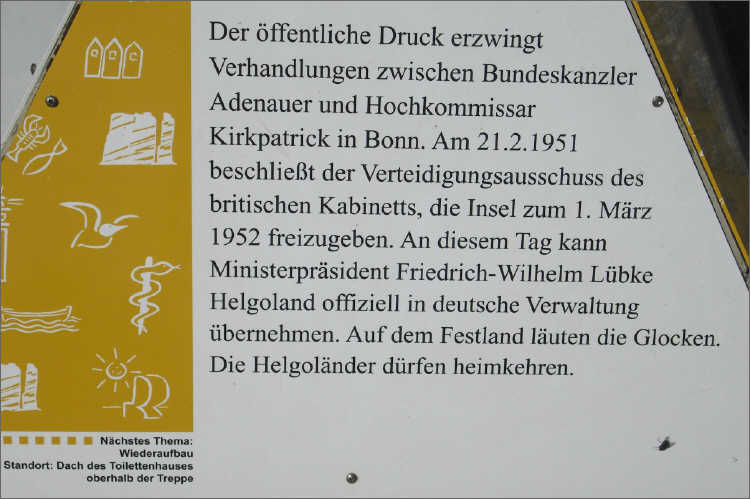 Der öffentliche Druck erzwingt
Verhandlungen zwischen Bundeskanzler
Adenauer und Hochkommissar
Kirkpatrick in Bonn. Am 21.2.1951
beschließt der Verteidigungsausschuss des
britischen Kabinetts, die Insel zum 1. März
1952 freizugeben. An diesem Tag kann
Ministerpräsident Friedrich-Wilhelm Lübke
Helgoland offiziell in deutsche Verwaltung
übernehmen. Auf dem Festland läuten die Glocken.
Die Helgoländer dürfen heimkehren.
Nächstes Thema:
Wiederaufbau
Standort: Dach des Toilettenhauses
oberhalb der Treppe